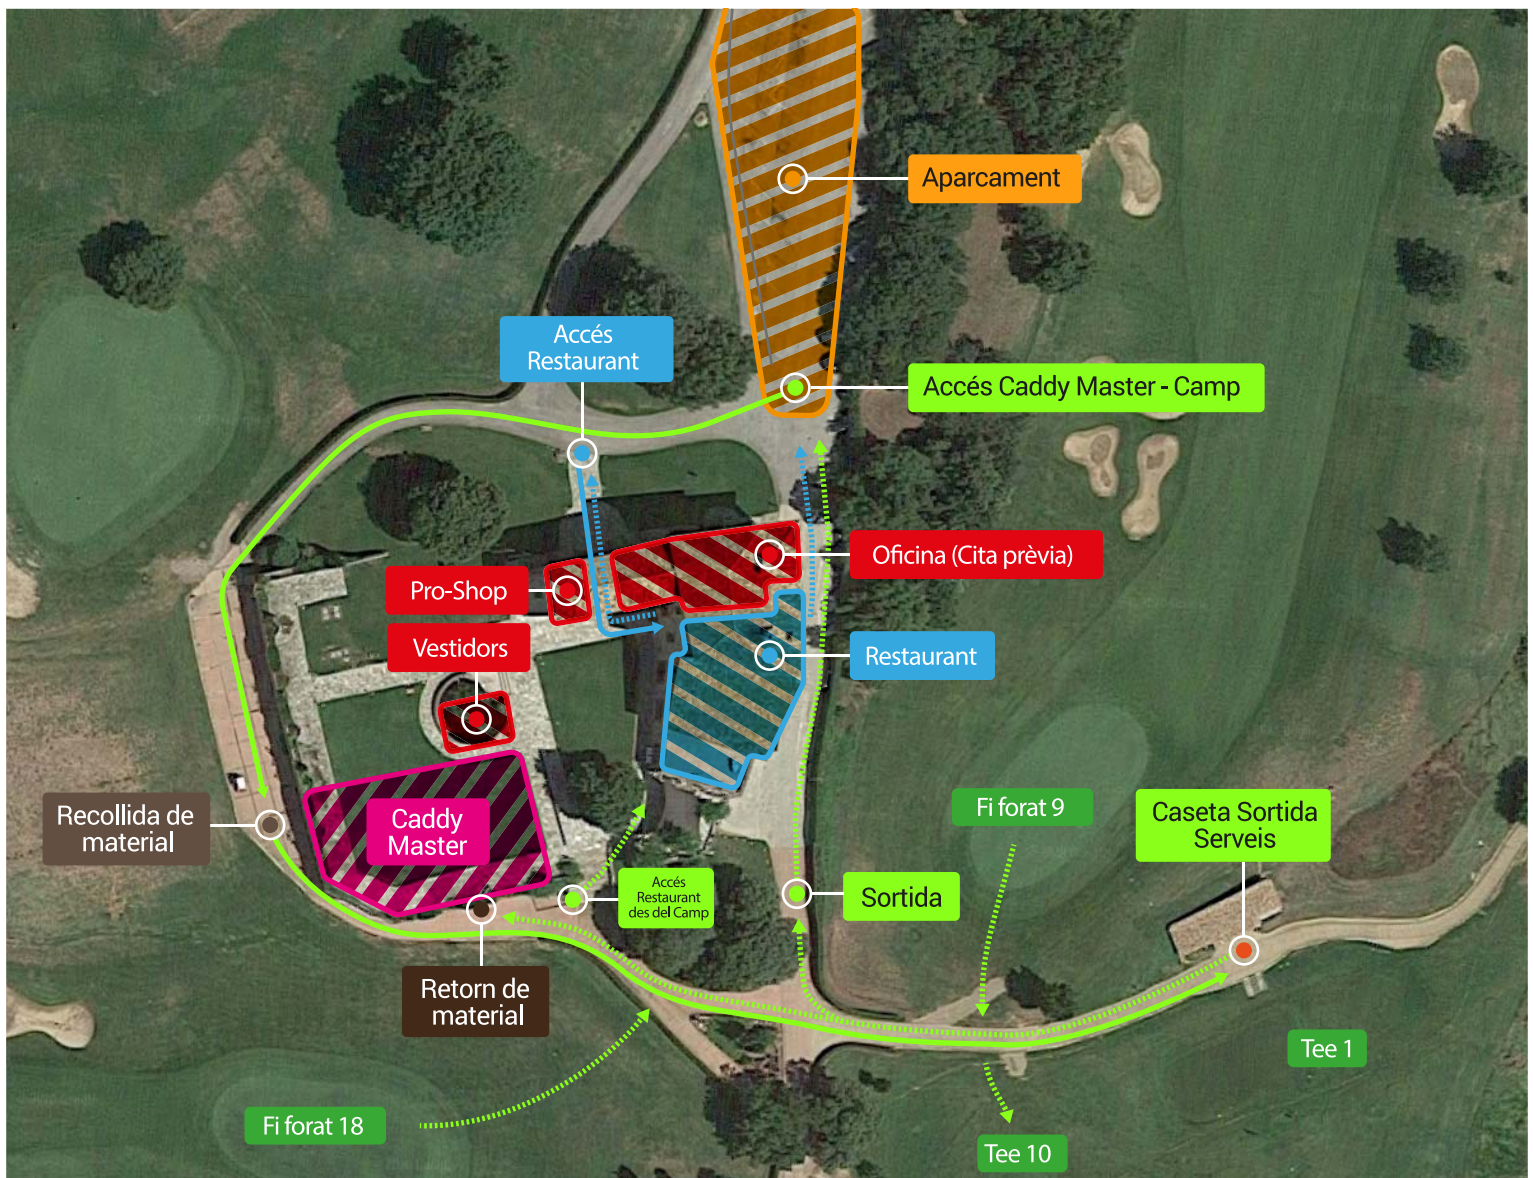 Aparcament
Accés
Restaurant
Accés Caddy Master - Camp
Oficina (Cita prèvia)
Pro-Shop
Vestidors
Restaurant
Recollida de
material
Caddy
Master
Fi forat 9
Caseta Sortida
Serveis
Accés
Restaurant
des del Camp
Sortida
Retorn de
material
Tee 1
Fi forat 18
Tee 10